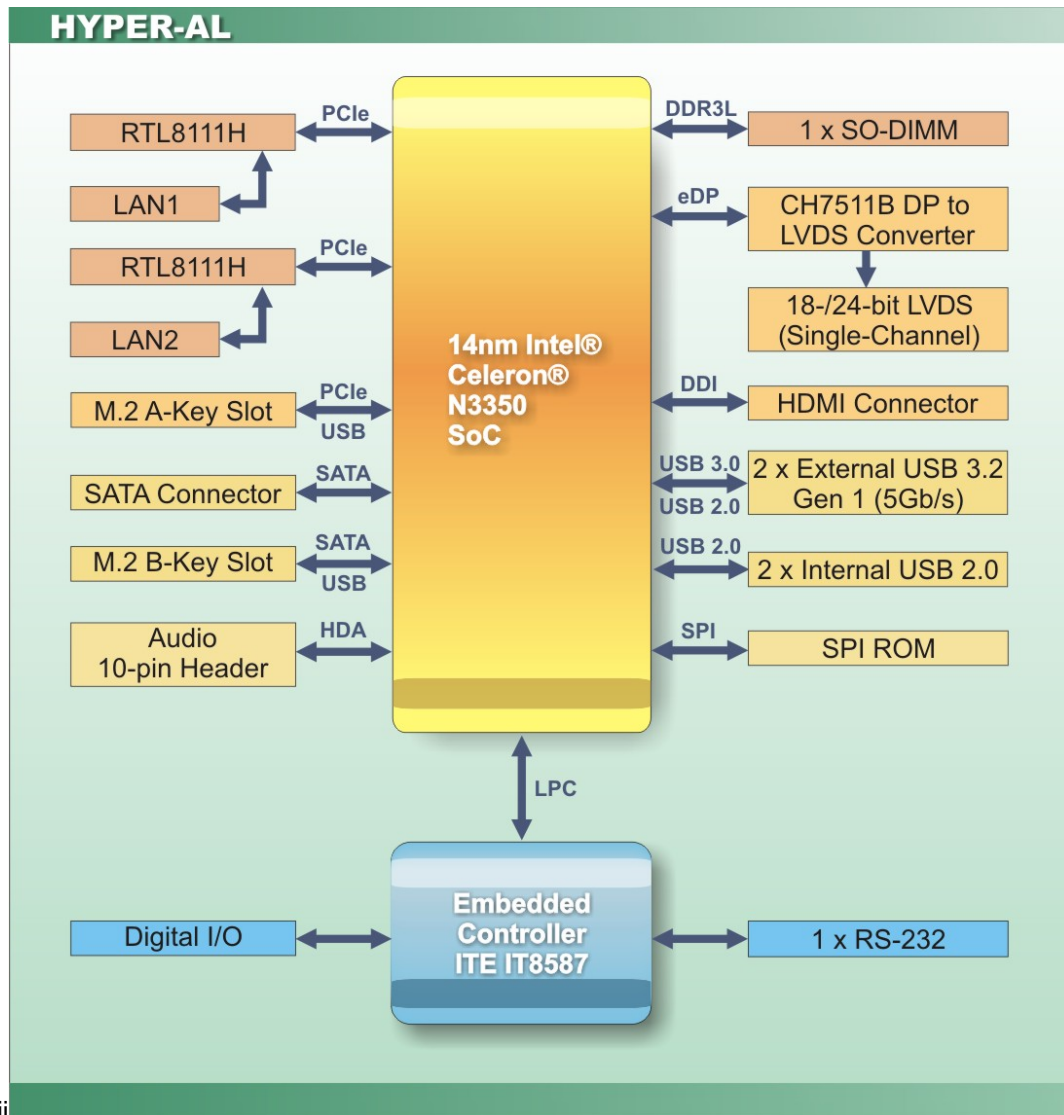 HYPER-AL
RTL8111H
PCIe
LAN1
RTL8111H
PCIe
LAN2
M.2 A-Key Slot
PCIe
USB
SATA Connector
SATA
M.2 B-Key Slot
SATA
USB
Audio
10-pin Header
HDA
14nm Intel®
Celeron®
N3350
SoC
DDR3L
1 x SO-DIMM
eDP
CH7511B DP to
LVDS Converter
18-/24-bit LVDS
(Single-Channel)
DDI
HDMI Connector
USB 3.0
USB 2.0
2 x External USB 3.2
Gen 1 (5Gb/s)
USB 2.0
2 x Internal USB 2.0
SPI
SPI ROM
LPC
Digital I/O
Embedded
Controller
ITE IT8587
1 x RS-232